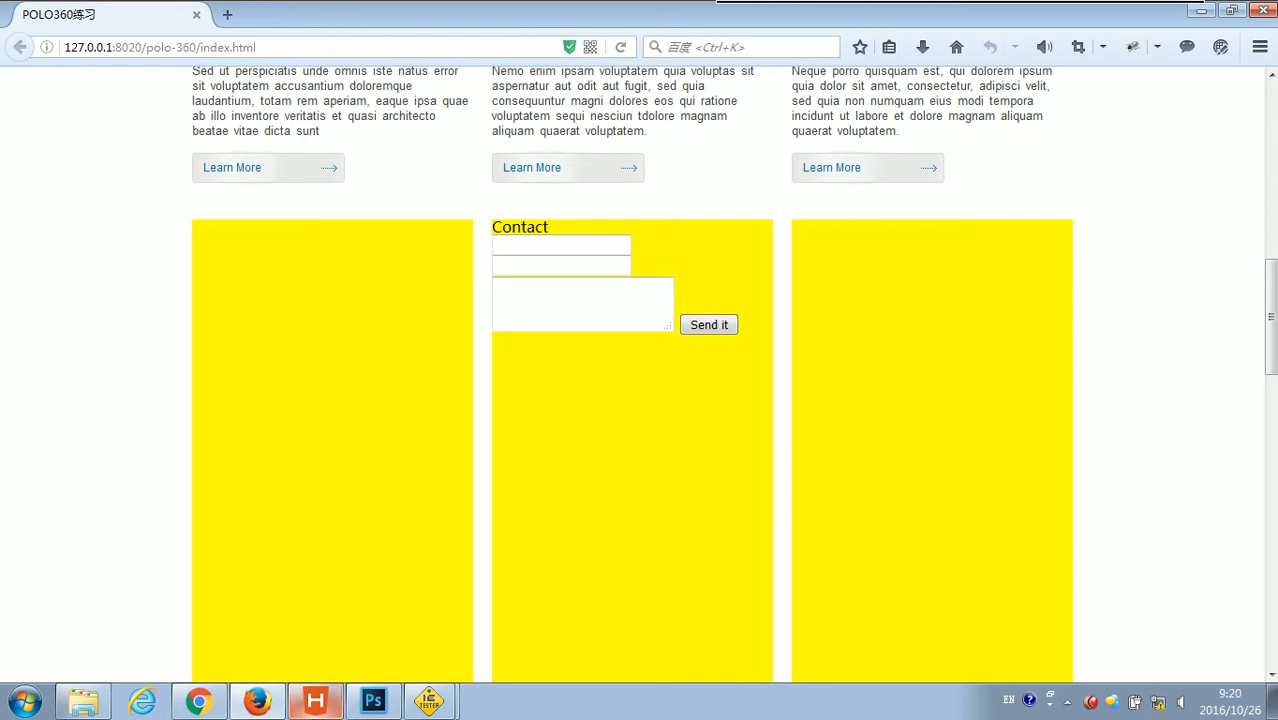 POLO360练习
127.0.0.1:8020/polo-360/index.html
百度 <Ctrl+K>
Sed ut perspiciatis unde omnis iste natus error
sit voluptatem accusantium doloremque
laudantium, totam rem aperiam, eaque ipsa quae
ab illo inventore veritatis et quasi architecto
beatae vitae dicta sunt
Learn More
Nemo enim ipsam voluptatem quia voluptas sit
aspernatur aut odit aut fugit, sed quia
consequuntur magni dolores eos qui ratione
voluptatem sequi nesciun tdolore magnam
aliquam quaerat voluptatem.
Learn More
Neque porro quisquam est, qui dolorem ipsum
quia dolor sit amet, consectetur, adipisci velit,
sed quia non numquam eius modi tempora
incidunt ut labore et dolore magnam aliquam
quaerat voluptatem.
Learn More
Contact
Send it
H
Ps
IE
TESTER
EN
9:20
2016/10/26